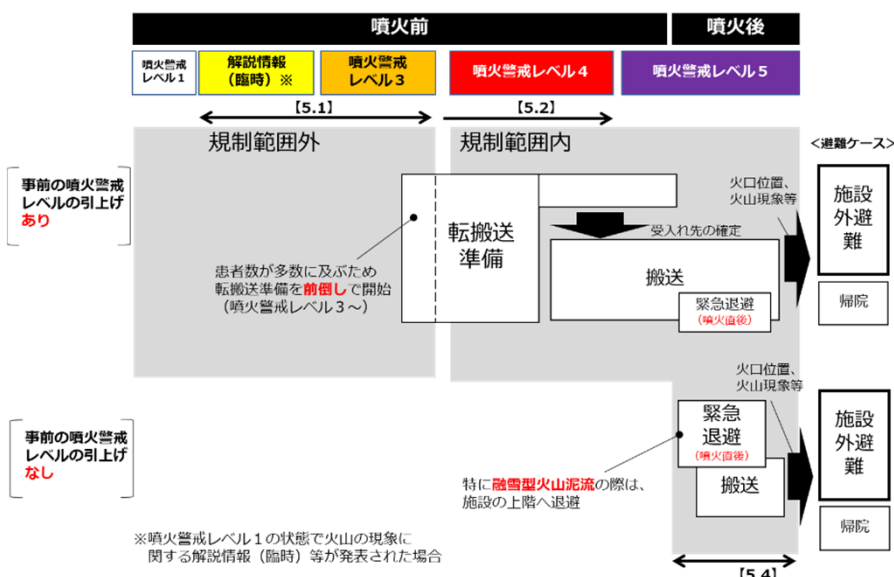 噴火前
噴火後
噴火警戒
レベル1
解説情報
(臨時)※
噴火警戒
レベル3
噴火警戒レベル4
噴火警戒レベル5
【5.1】
【5.2】
規制範囲外
規制範囲内
<避難ケース>
事前の噴火警戒
レベルの引上げ
あり
転搬送
準備
患者数が多数に及ぶため
転搬送準備を前倒しで開始
(噴火警戒レベル3~)
受入れ先の確定
搬送
緊急退避
(噴火直後)
火口位置、
火山現象等
施設
外避
難
帰院
事前の噴火警戒
レベルの引上げ
なし
特に融雪型火山泥流の際は、
施設の上階へ退避
緊急
退避
(噴火直後)
搬送
火口位置、
火山現象等
施設
外避
難
帰院
※噴火警戒レベル1の状態で火山の現象に
関する解説情報(臨時)等が発表された場合
【5.4】